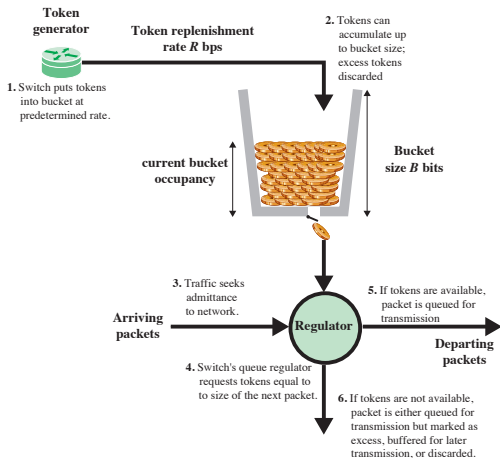 Token
generator
Token replenishment
rate R bps
2. Tokens can
accumulate up
to bucket size;
excess tokens
discarded
1. Switch puts tokens
into bucket at
predetermined rate.
current bucket
occupancy
Bucket
size B bits
3. Traffic seeks
admittance
to network.
5. If tokens are available,
packet is queued for
transmission
Arriving
packets
Regulator
Departing
packets
4. Switch's queue regulator
requests tokens equal to
to size of the next packet.
6. If tokens are not available,
packet is either queued for
transmission but marked as
excess, buffered for later
transmission, or discarded.